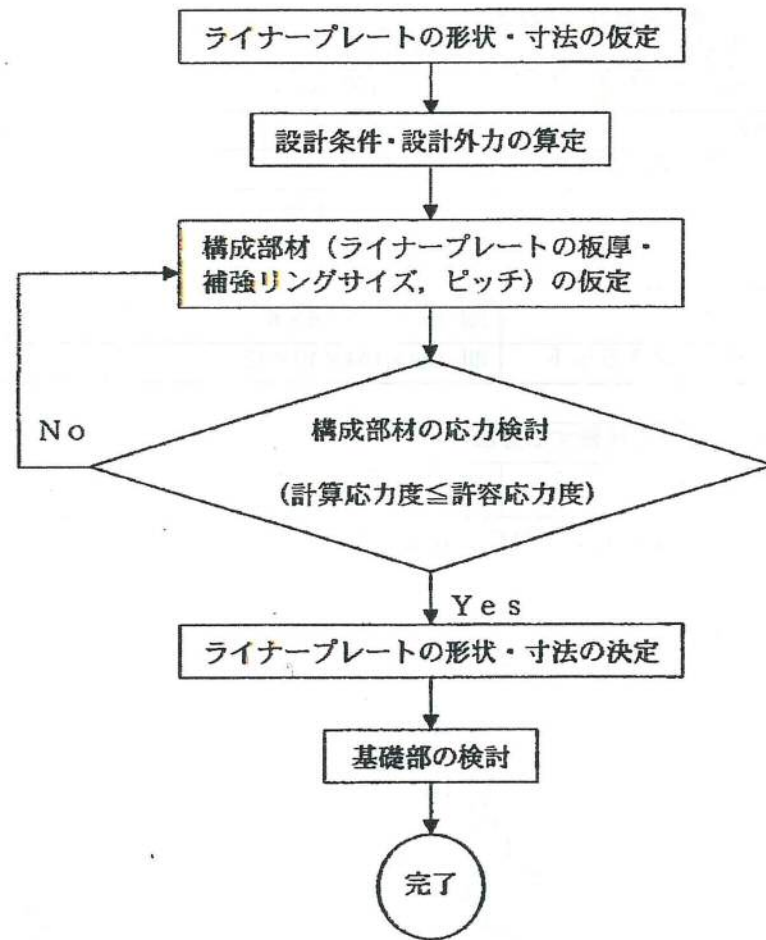 ライナープレートの形状・寸法の仮定
設計条件・設計外力の算定
構成部材（ライナープレートの板厚・
補強リングサイズ，ピッチ）の仮定
No
構成部材の応力検討
(計算応力度≦許容応力度)
Yes
ライナープレートの形状・寸法の決定
基礎部の検討
完了